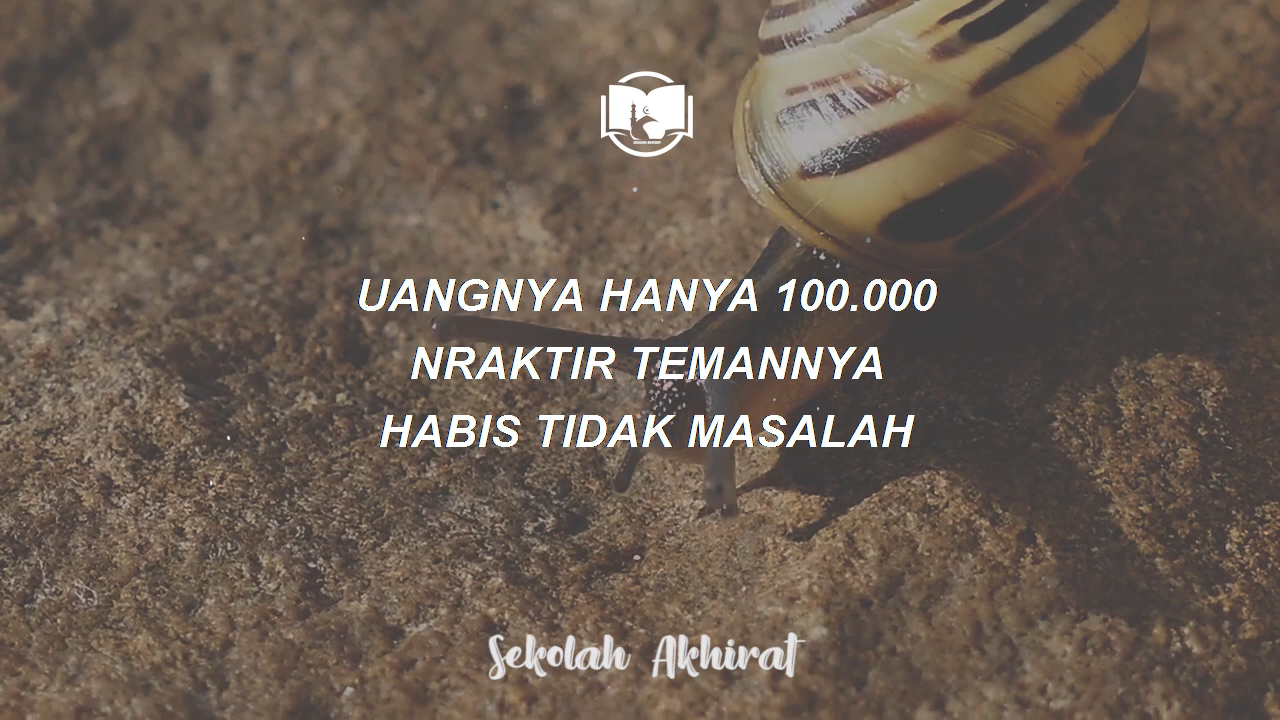 UANGNYA HANYA 100.000
NRAKTIR TEMANNYA
HABIS TIDAK MASALAH
Sekolah Akhirat